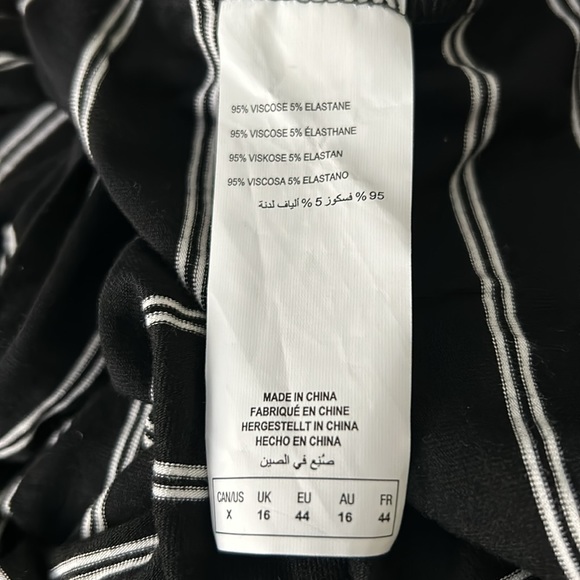 95% VISCOSE 5% ELASTANE
95% VISCOSE 5% ÉLASTHANE
95% VISKOSE 5% ELASTAN
95% VISCOSA 5% ELASTANO
95 % فسكوز 5 % ألياف لدنة
MADE IN CHINA
FABRIQUÉ EN CHINE
HERGESTELLT IN CHINA
HECHO EN CHINA
صُنِع في الصين
CAN/US UK EU AU FR
X 16 44 16 44